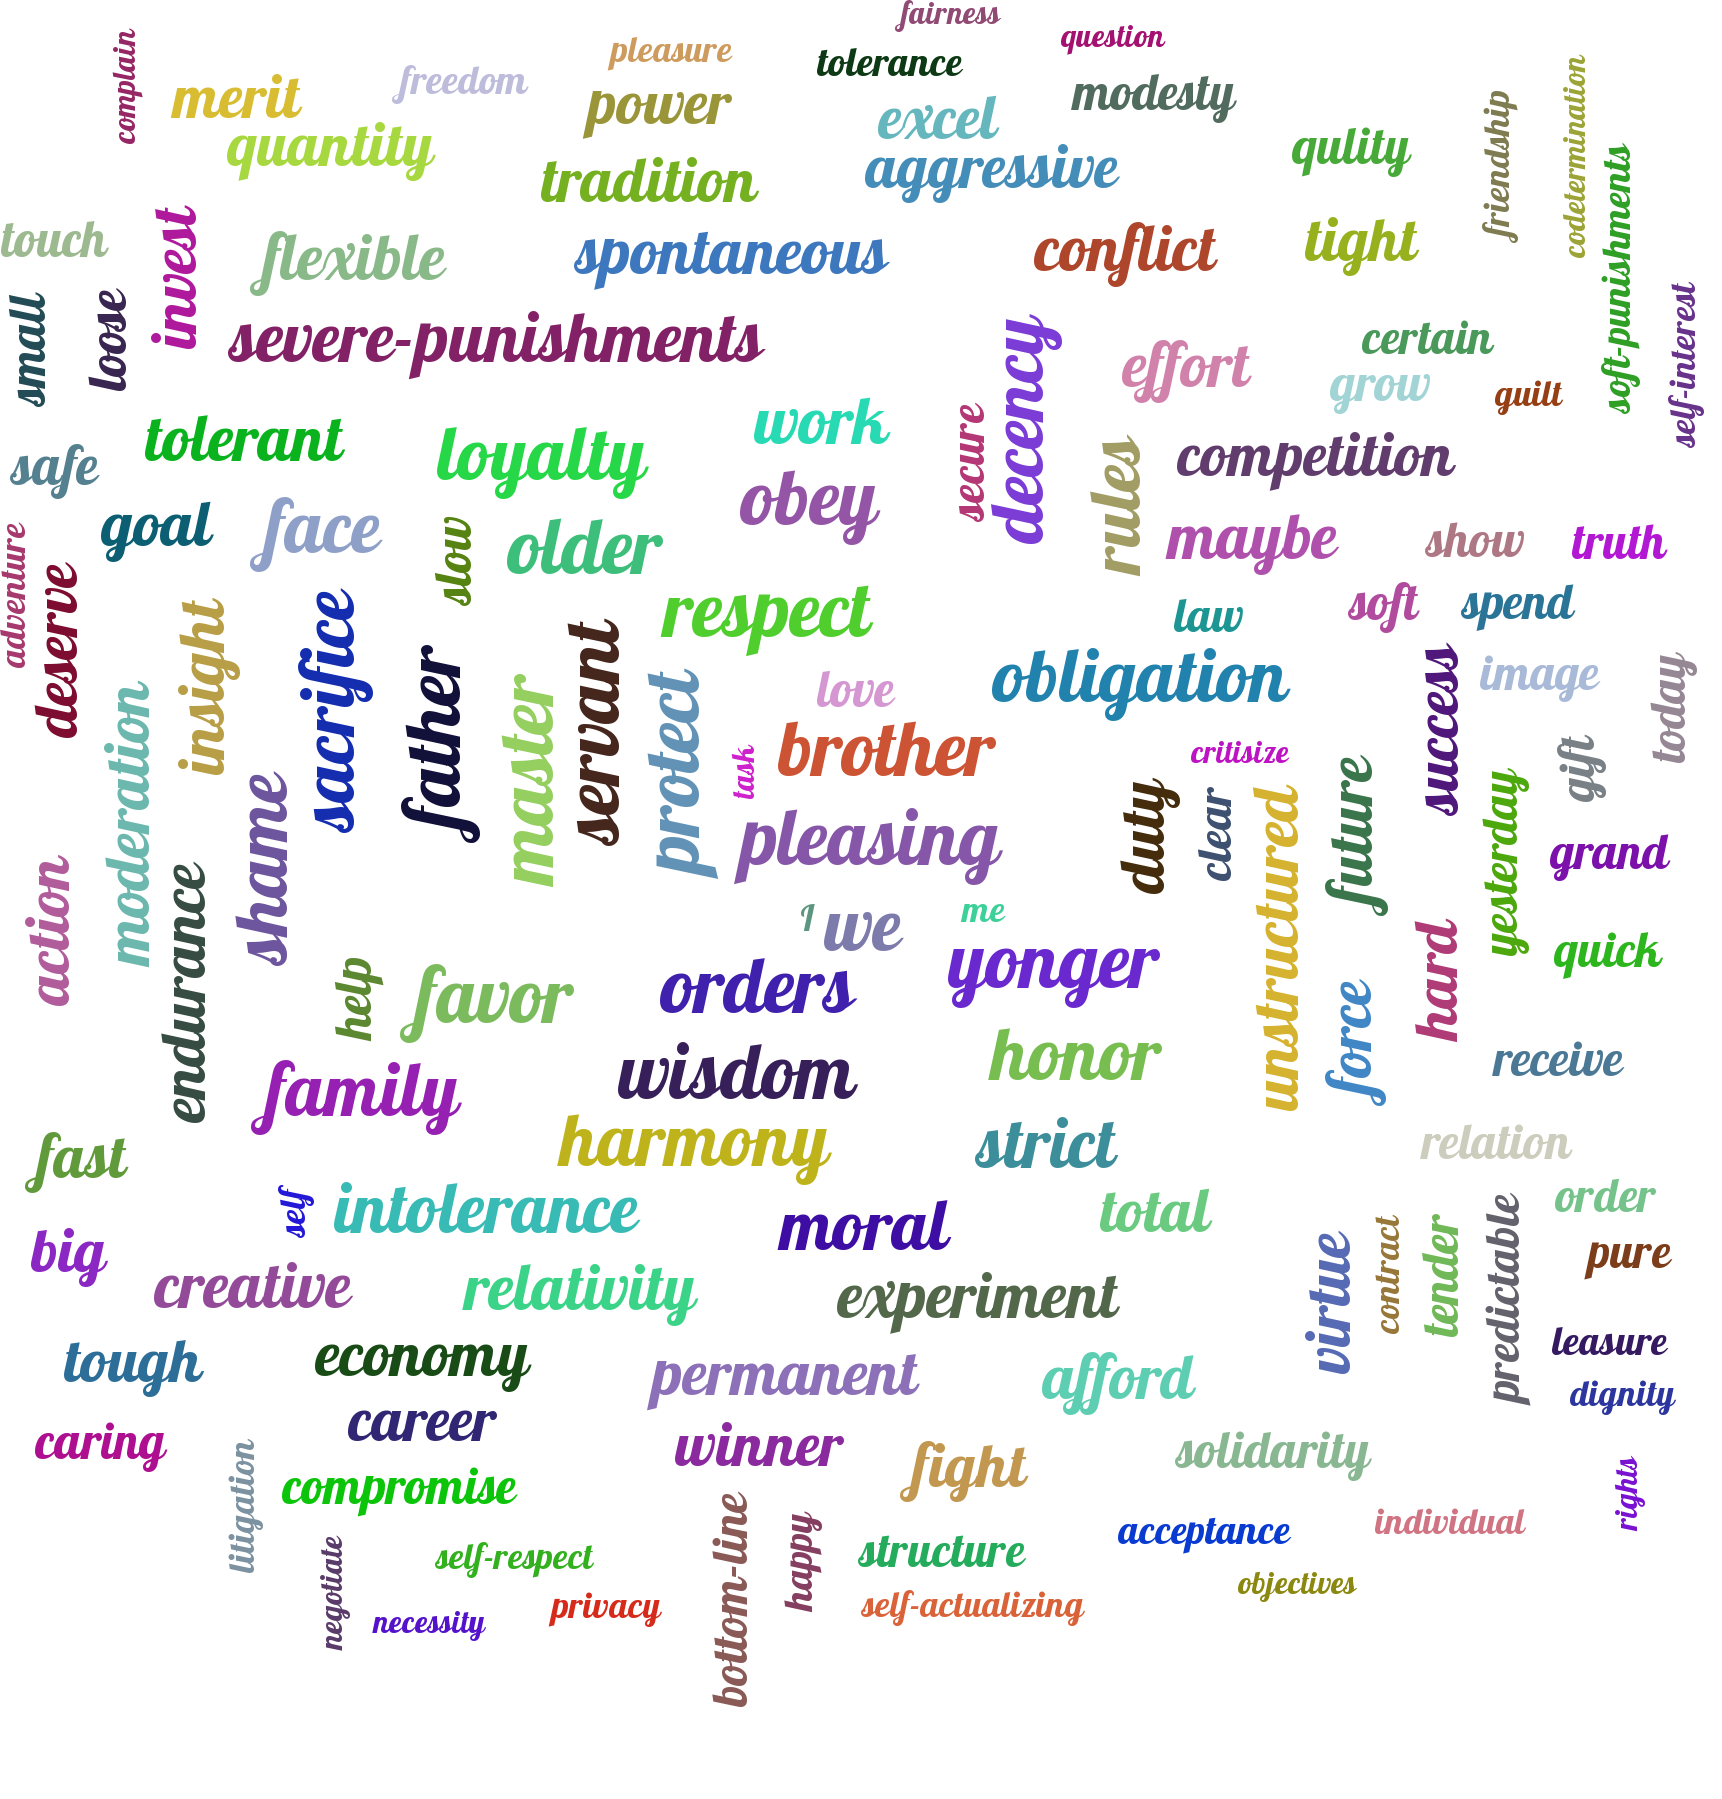 fairness
complain
pleasure
tolerance
question
merit
freedom
power
excel
modesty
quantity
tradition
aggressive
qulity
friendship
codetermination
soft-punishments
touch
invest
flexible
spontaneous
conflict
tight
small
loose
severe-punishments
decency
effort
certain
grow
guilt
self-interest
safe
tolerant
loyalty
work
secure
rules
competition
goal
face
slow
older
obey
maybe
show
truth
adventure
deserve
insight
sacryfice
respect
law
soft
spend
moderation
father
master
servant
protect
love
obligation
success
image
today
shame
task
brother
critisize
gift
action
endurance
pleasing
duty
clear
unstructured
future
yesterday
grand
I
we
me
help
favor
orders
yonger
force
hard
quick
family
wisdom
honor
receive
fast
harmony
strict
relation
self
intolerance
moral
total
order
big
creative
relativity
experiment
virtue
contract
tender
predictable
pure
tough
economy
permanent
afford
leasure
dignity
caring
career
winner
fight
solidarity
litigation
compromise
rights
negotiate
self-respect
bottom-line
happy
structure
acceptance
individual
necessity
privacy
self-actualizing
objectives